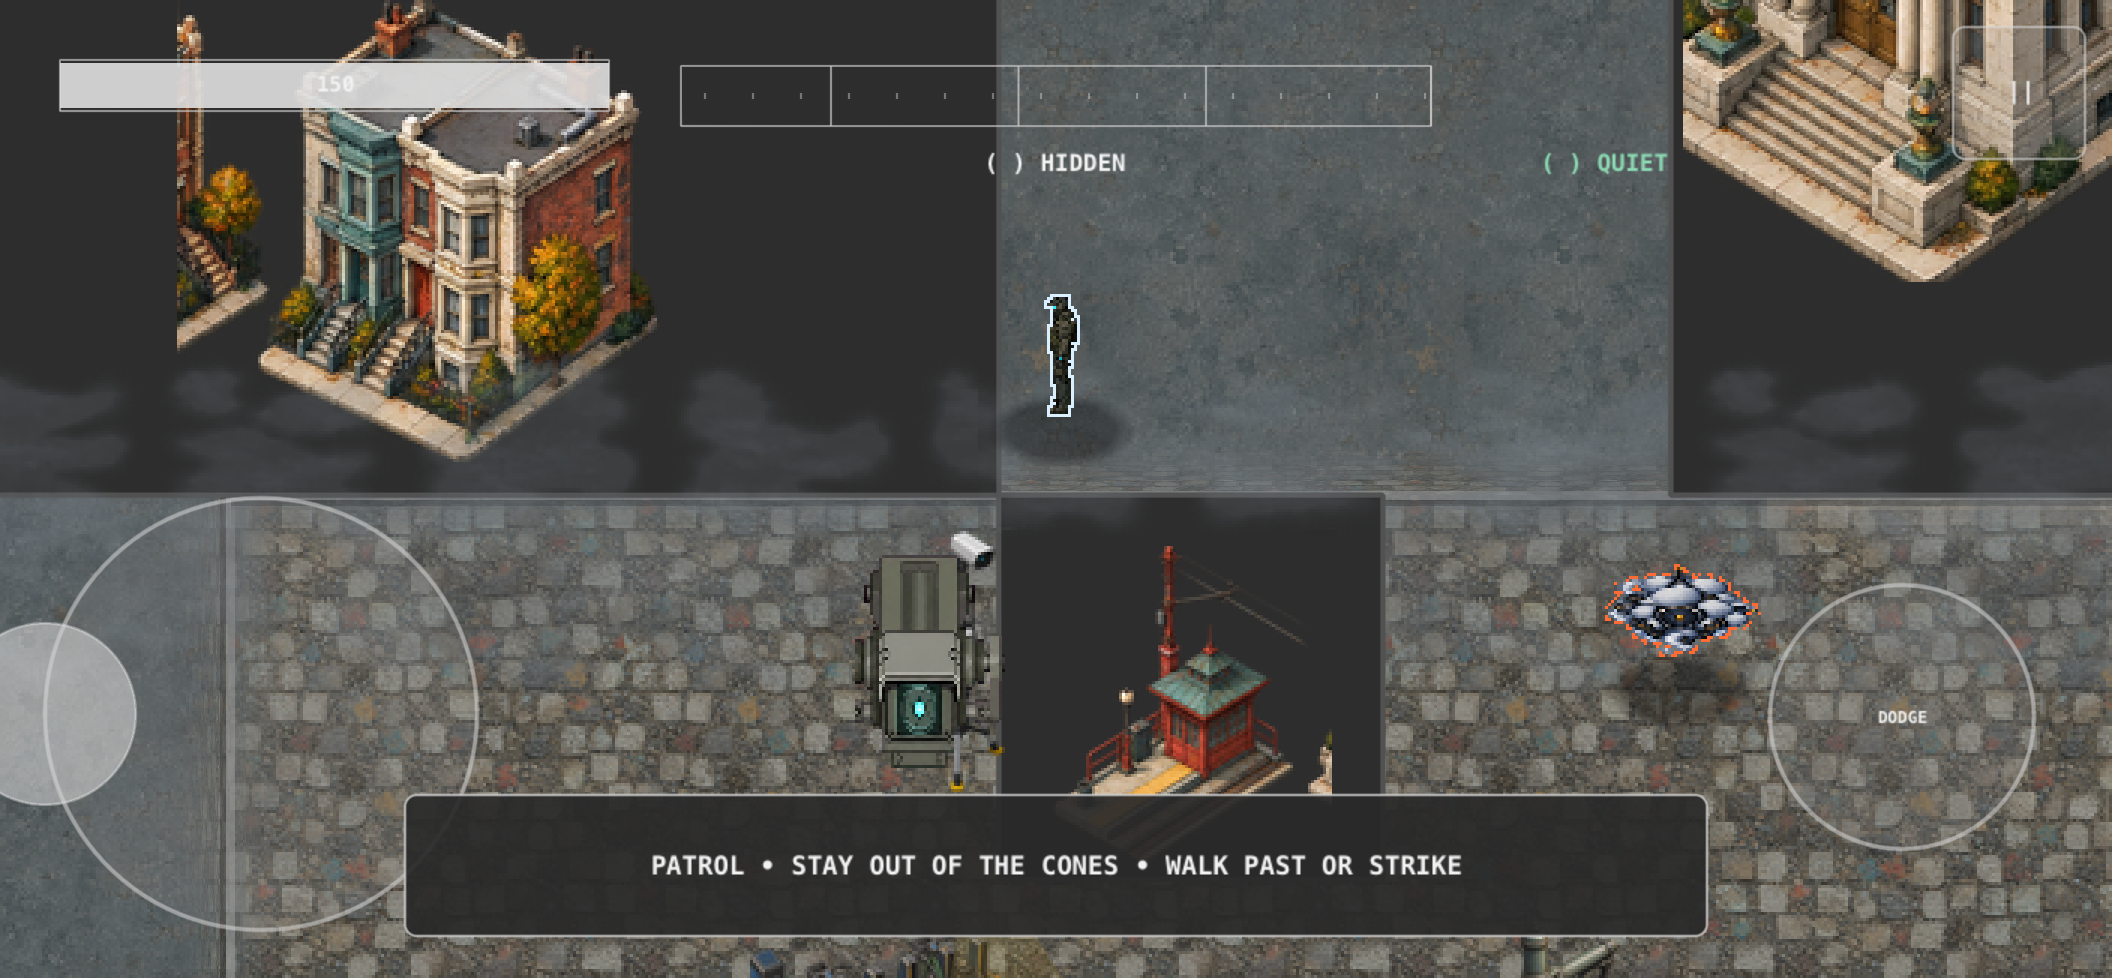 150
( ) HIDDEN
( ) QUIET
DODGE
PATROL • STAY OUT OF THE CONES • WALK PAST OR STRIKE